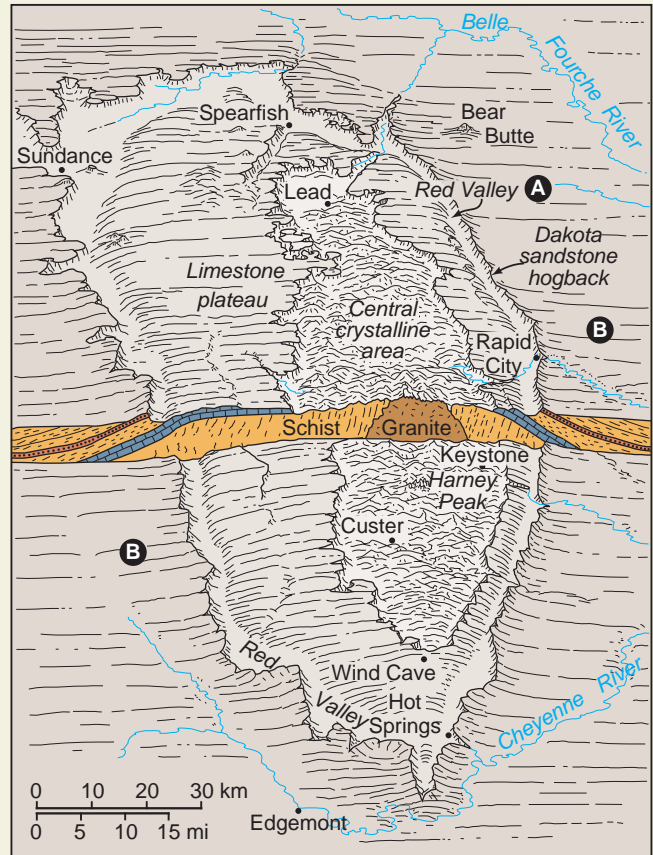 Belle
Fourche River
Spearfish
Bear
Butte
Sundance
A
Lead
Red Valley
Dakota
sandstone
hogback
Limestone
plateau
Central
crystalline
area
B
Rapid
City
Schist
Granite
Keystone
Harney
Peak
Custer
B
Red
Valley
Wind Cave
Hot
Springs
Cheyenne River
0 10 20 30 km
0 5 10 15 mi
Edgemont